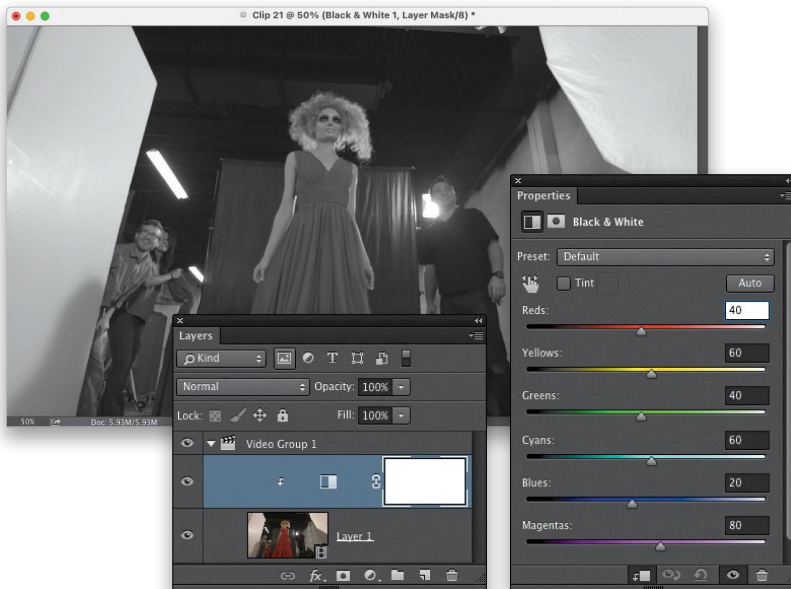 Clip 21 @ 50% (Black & White 1, Layer Mask/8) *
50% Doc: 5.93M/5.93M
Layers
Kind
Normal Opacity: 100%
Lock: Fill: 100%
Video Group 1
Layer 1
fx.
Properties
Black & White
Preset: Default
Tint Auto
Reds: 40
Yellows: 60
Greens: 40
Cyans: 60
Blues: 20
Magentas: 80